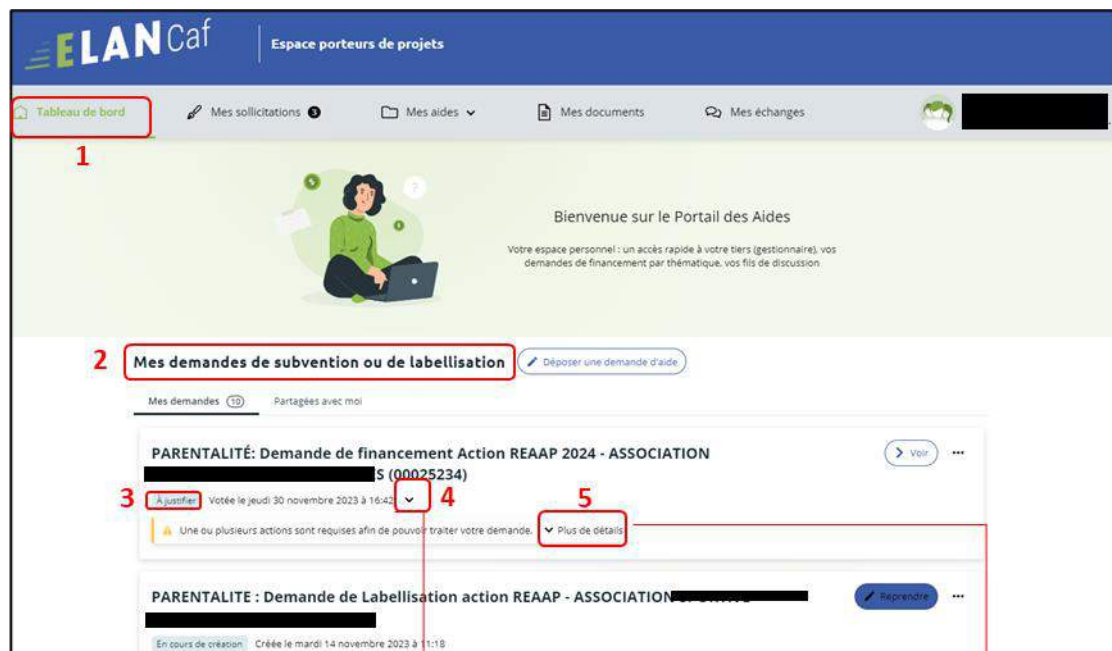 ELAN Caf
Espace porteurs de projets
Tableau de bord
Mes sollicitations 3
Mes aides
Mes documents
Mes échanges
1
?
Bienvenue sur le Portail des Aides
Votre espace personnel : un accès rapide à votre tiers (gestionnaire), vos
demandes de financement par thématique, vos fils de discussion
2 Mes demandes de subvention ou de labellisation
Déposer une demande d'aide
Mes demandes 10
Partagées avec moi
PARENTALITÉ: Demande de financement Action REAAP 2024 - ASSOCIATION
S (00025234)
Voir
3 À justifier Votée le jeudi 30 novembre 2023 à 16:42 4
5
Une ou plusieurs actions sont requises afin de pouvoir traiter votre demande. Plus de détails
PARENTALITE : Demande de Labellisation action REAAP - ASSOCIATION
Reprendre
En cours de création Créée le mardi 14 novembre 2023 à 11:18